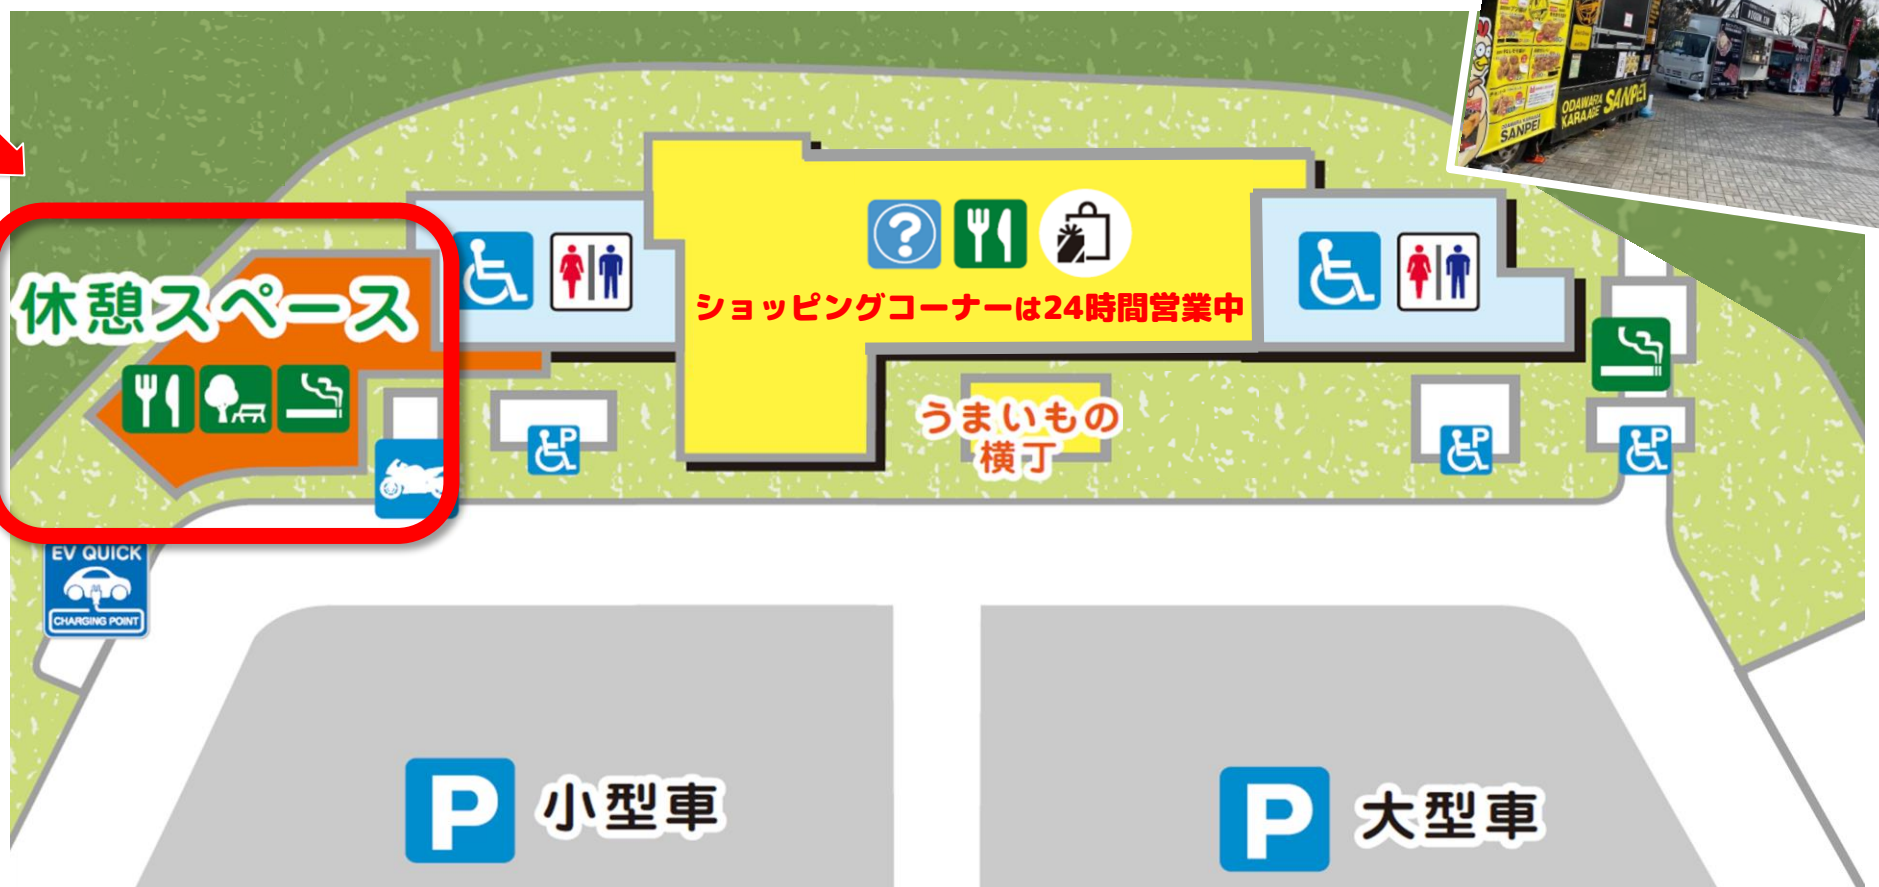 ODAWARA
KARAAGE SANPEI
SANPEI
休憩スペース
?
ショッピングコーナーは24時間営業中
うまいもの
横丁
P
P
P
EV QUICK
CHARGING POINT
P 小型車
P 大型車